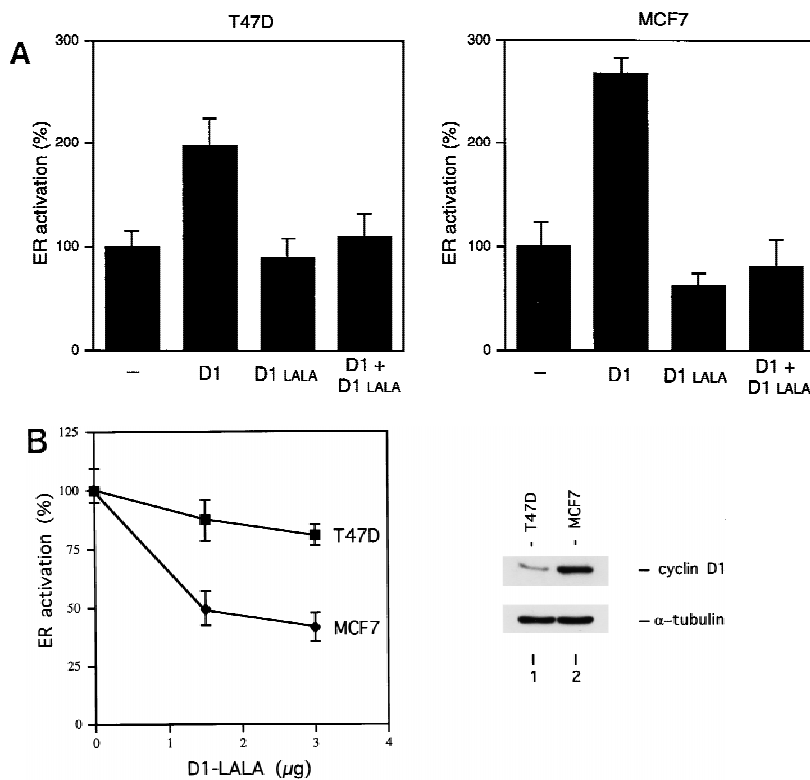 A
T47D
ER activation (%)
300
200
100
0
–
D1
D1 LALA
D1 +
D1 LALA
MCF7
ER activation (%)
300
200
100
0
–
D1
D1 LALA
D1 +
D1 LALA
B
ER activation (%)
125
100
75
50
25
0
T47D
MCF7
0
1
2
3
4
D1-LALA (µg)
- T47D
- MCF7
– cyclin D1
– α-tubulin
1
2